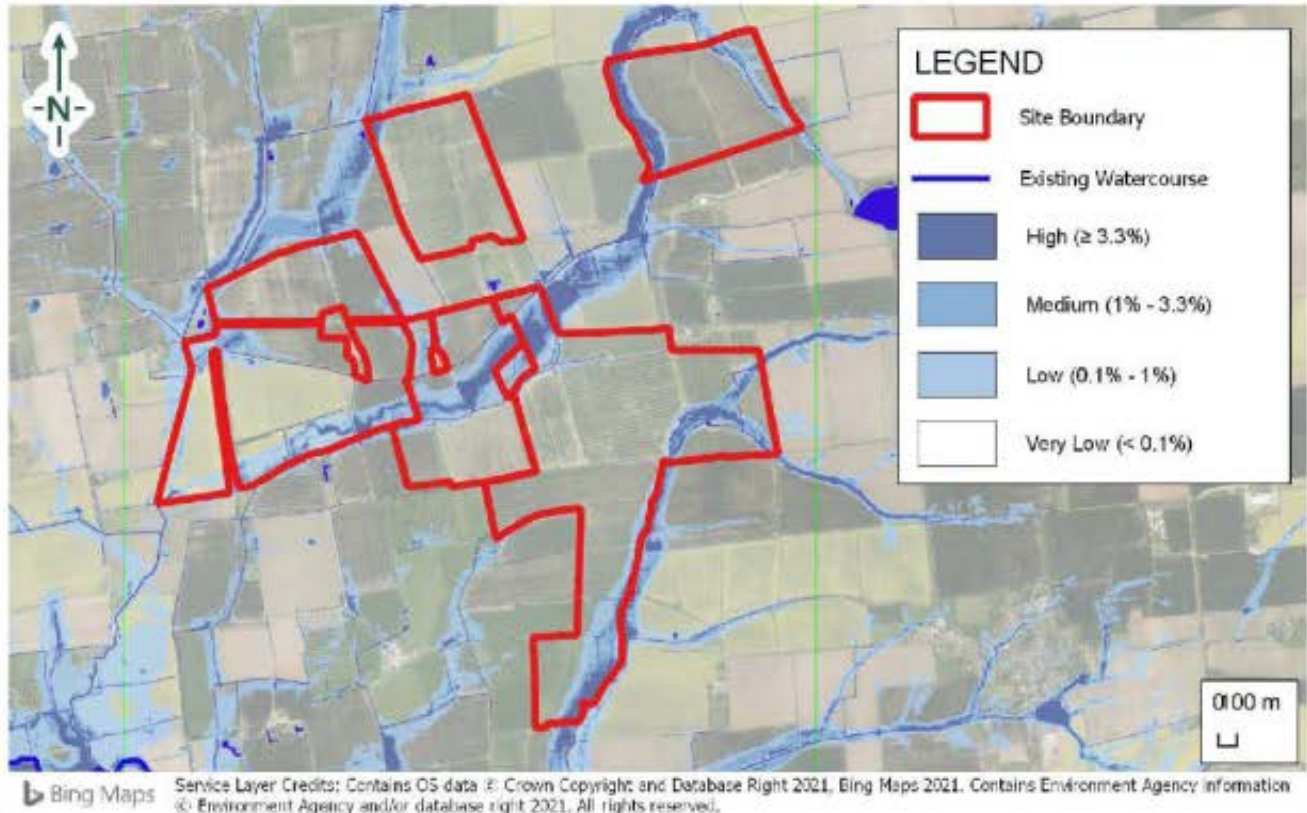 N
LEGEND
Site Boundary
Existing Watercourse
High (≥ 3.3%)
Medium (1% - 3.3%)
Low (0.1% - 1%)
Very Low (< 0.1%)
0100 m
Bing Maps
Service Layer Credits: Contains OS data © Crown Copyright and Database Right 2021, Bing Maps 2021. Contains Environment Agency information
© Environment Agency and/or database right 2021. All rights reserved.